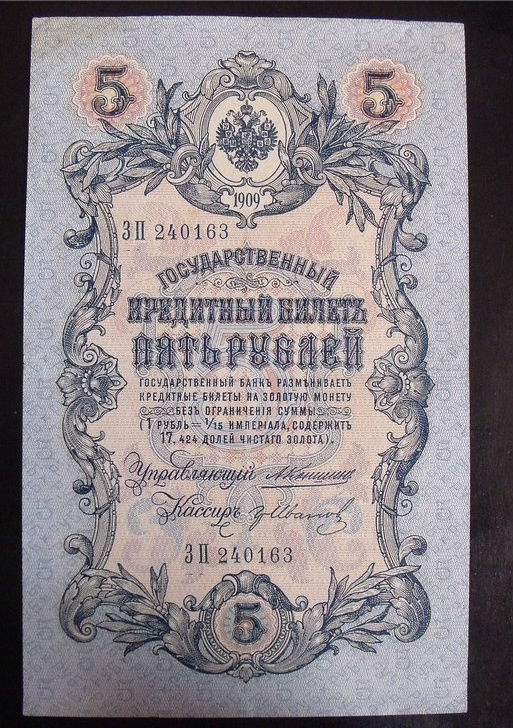 5 5
1909
ЗП 240163
ГОСУДАРСТВЕННЫЙ
КРЕДИТНЫЙ БИЛЕТЪ
ПЯТЬ РУБЛЕЙ
ГОСУДАРСТВЕННЫЙ БАНКЪ РАЗМѢНИВАЕТЪ
КРЕДИТНЫЕ БИЛЕТЫ НА ЗОЛОТУЮ МОНЕТУ
БЕЗЪ ОГРАНИЧЕНІЯ СУММЫ
(1 РУБЛЬ = 1/15 ИМПЕРІАЛА, СОДЕРЖИТЪ
17,424 ДОЛЕЙ ЧИСТАГО ЗОЛОТА).
Управляющій
Кассиръ
ЗП 240163
5